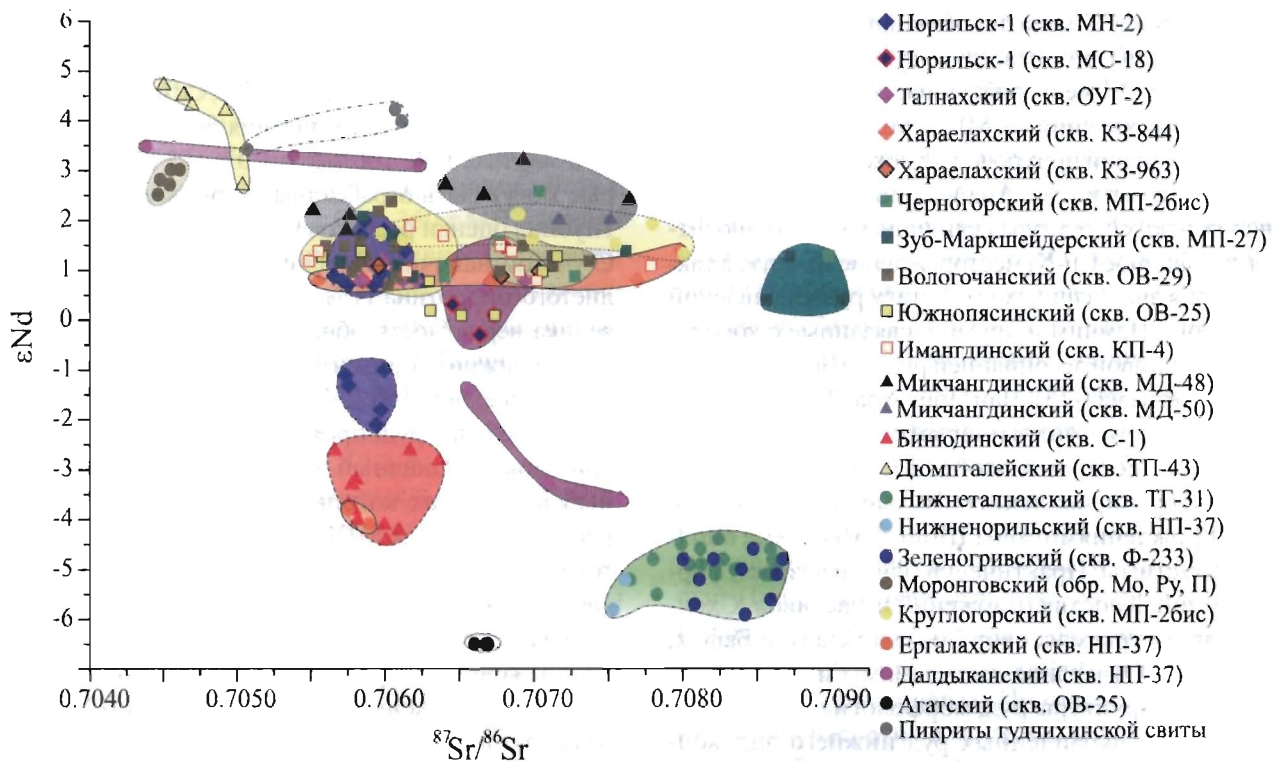 6
5
4
3
2
1
0
-1
-2
-3
-4
-5
-6
εNd
0.7040
0.7050
0.7060
0.7070
0.7080
0.7090
⁸⁷Sr/⁸⁶Sr
Норильск-1 (скв. МН-2)
Норильск-1 (скв. МС-18)
Талнахский (скв. ОУГ-2)
Хараелахский (скв. КЗ-844)
Хараелахский (скв. КЗ-963)
Черногорский (скв. МП-2бис)
Зуб-Маркшейдерский (скв. МП-27)
Вологочанский (скв. ОВ-29)
Южнопясинский (скв. ОВ-25)
Имангдинский (скв. КП-4)
Микчангдинский (скв. МД-48)
Микчангдинский (скв. МД-50)
Бинюдинский (скв. С-1)
Дюмпталейский (скв. ТП-43)
Нижнеталнахский (скв. ТГ-31)
Нижненорильский (скв. НП-37)
Зеленогривский (скв. Ф-233)
Моронговский (обр. Мо, Ру, П)
Круглогорский (скв. МП-2бис)
Ергалахский (скв. НП-37)
Далдыканский (скв. НП-37)
Агатский (скв. ОВ-25)
Пикриты гудчихинской свиты